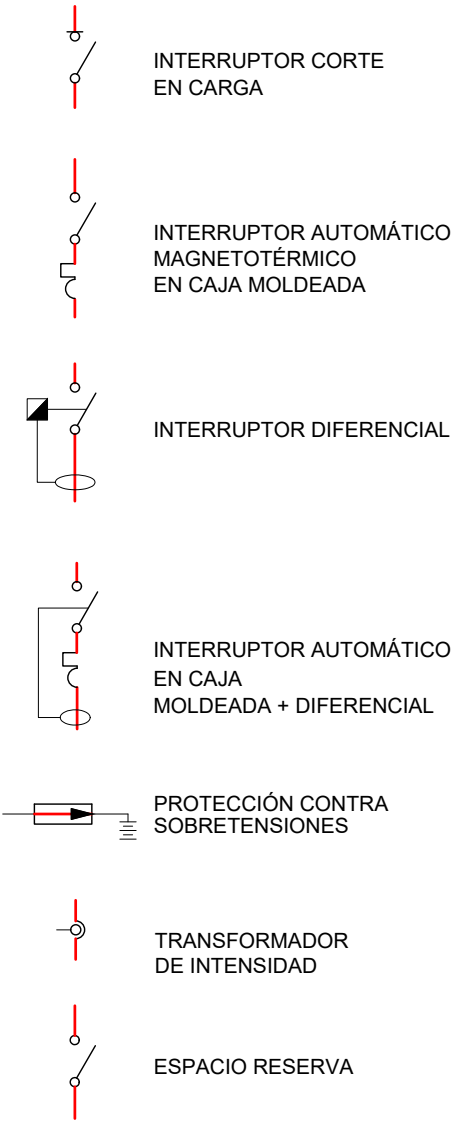 INTERRUPTOR CORTE
EN CARGA
INTERRUPTOR AUTOMÁTICO
MAGNETOTÉRMICO
EN CAJA MOLDEADA
INTERRUPTOR DIFERENCIAL
INTERRUPTOR AUTOMÁTICO
EN CAJA
MOLDEADA + DIFERENCIAL
PROTECCIÓN CONTRA
SOBRETENSIONES
TRANSFORMADOR
DE INTENSIDAD
ESPACIO RESERVA